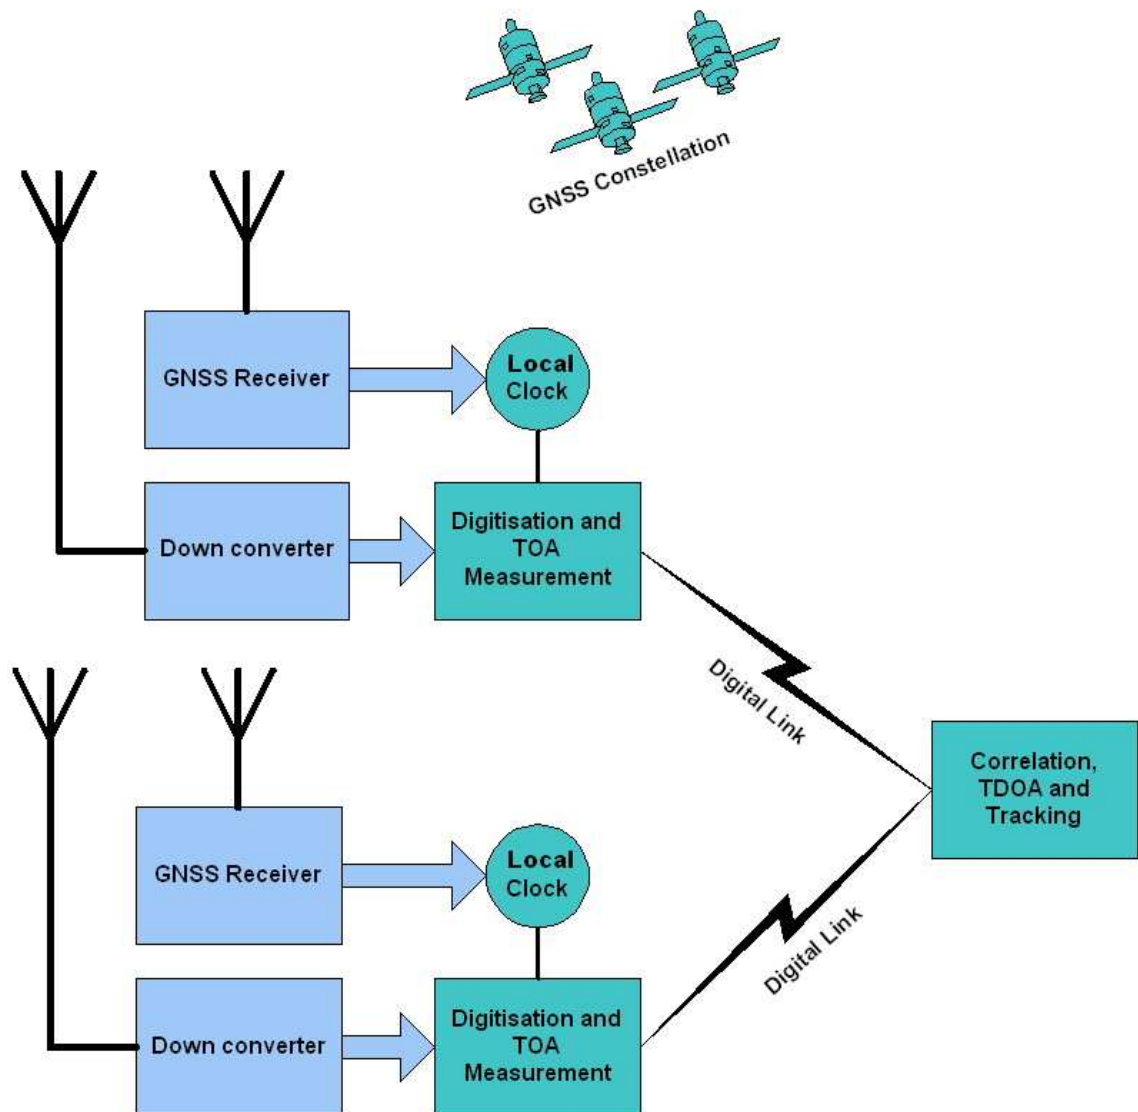 GNSS Constellation
GNSS Receiver
Local
Clock
Down converter
Digitisation and
TOA
Measurement
Digital Link
Correlation,
TDOA and
Tracking
GNSS Receiver
Local
Clock
Digital Link
Down converter
Digitisation and
TOA
Measurement